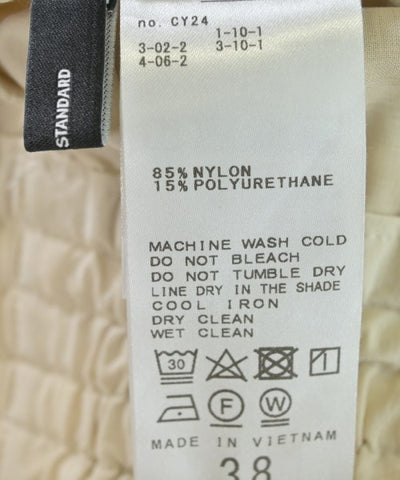 STANDARD
no. CY24
1-10-1
3-02-2 3-10-1
4-06-2
85% NYLON
15% POLYURETHANE
MACHINE WASH COLD
DO NOT BLEACH
DO NOT TUMBLE DRY
LINE DRY IN THE SHADE
COOL IRON
DRY CLEAN
WET CLEAN
30
F W
MADE IN VIETNAM
38